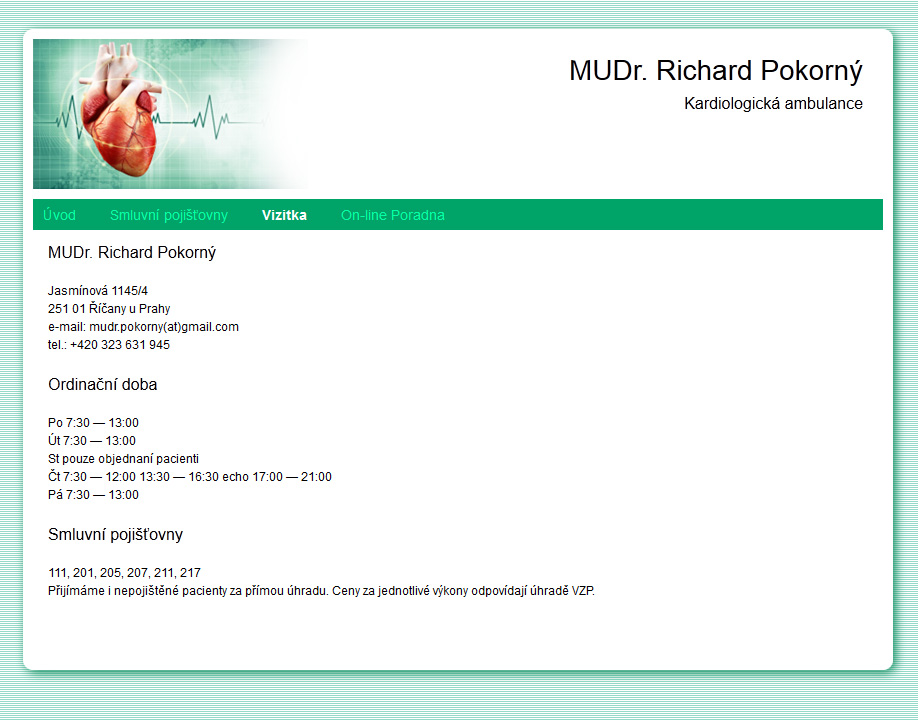 MUDr. Richard Pokorný
Kardiologická ambulance
Úvod Smluvní pojišťovny Vizitka On-line Poradna
MUDr. Richard Pokorný
Jasmínová 1145/4
251 01 Říčany u Prahy
e-mail: mudr.pokorny(at)gmail.com
tel.: +420 323 631 945
Ordinační doba
Po 7:30 — 13:00
Út 7:30 — 13:00
St pouze objednaní pacienti
Čt 7:30 — 12:00 13:30 — 16:30 echo 17:00 — 21:00
Pá 7:30 — 13:00
Smluvní pojišťovny
111, 201, 205, 207, 211, 217
Přijímáme i nepojištěné pacienty za přímou úhradu. Ceny za jednotlivé výkony odpovídají úhradě VZP.